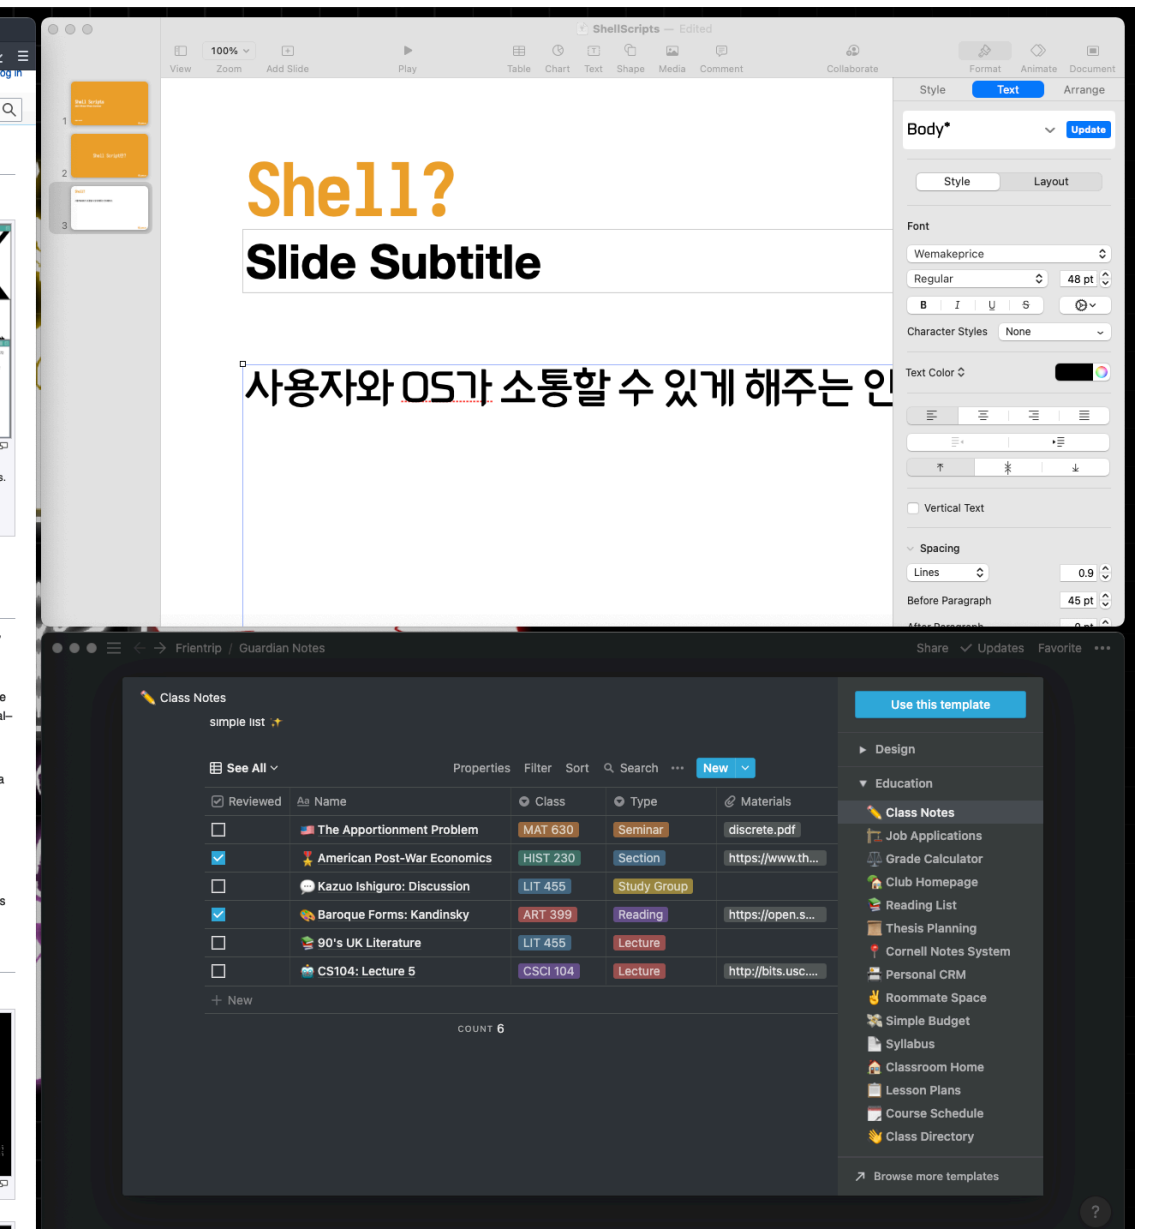 og in
s.
e
al–
a
s
ShellScripts — Edited
100%
View
Zoom
Add Slide
Play
Table
Chart
Text
Shape
Media
Comment
Collaborate
Format
Animate
Document
1
2
3
Shell?
Slide Subtitle
사용자와 OS가 소통할 수 있게 해주는 인
Style
Text
Arrange
Body*
Update
Style
Layout
Font
Wemakeprice
Regular
48 pt
B I U S
Character Styles
None
Text Color
Vertical Text
Spacing
Lines
0.9
Before Paragraph
45 pt
After Paragraph
0 pt
Frientrip / Guardian Notes
Share
Updates
Favorite
Class Notes
simple list
See All
Properties
Filter
Sort
Search
New
Reviewed
Aa Name
Class
Type
Materials
The Apportionment Problem
MAT 630
Seminar
discrete.pdf
American Post-War Economics
HIST 230
Section
https://www.th...
Kazuo Ishiguro: Discussion
LIT 455
Study Group
Baroque Forms: Kandinsky
ART 399
Reading
https://open.s...
90's UK Literature
LIT 455
Lecture
CS104: Lecture 5
CSCI 104
Lecture
http://bits.usc....
+ New
COUNT 6
Use this template
Design
Education
Class Notes
Job Applications
Grade Calculator
Club Homepage
Reading List
Thesis Planning
Cornell Notes System
Personal CRM
Roommate Space
Simple Budget
Syllabus
Classroom Home
Lesson Plans
Course Schedule
Class Directory
Browse more templates
?